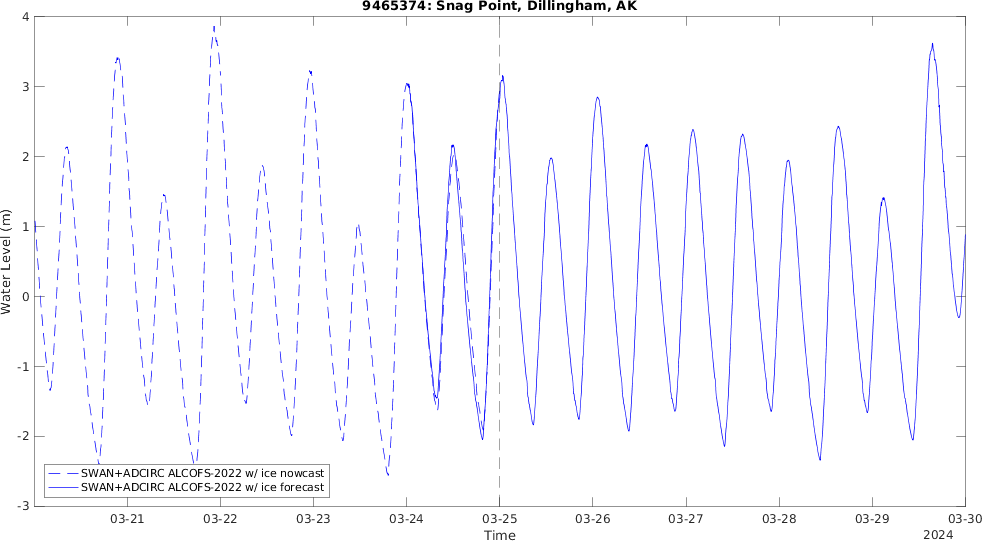 9465374: Snag Point, Dillingham, AK
4
3
2
1
0
-1
-2
-3
Water Level (m)
SWAN+ADCIRC ALCOFS-2022 w/ ice nowcast
SWAN+ADCIRC ALCOFS-2022 w/ ice forecast
03-21 03-22 03-23 03-24 03-25 03-26 03-27 03-28 03-29 03-30
Time
2024